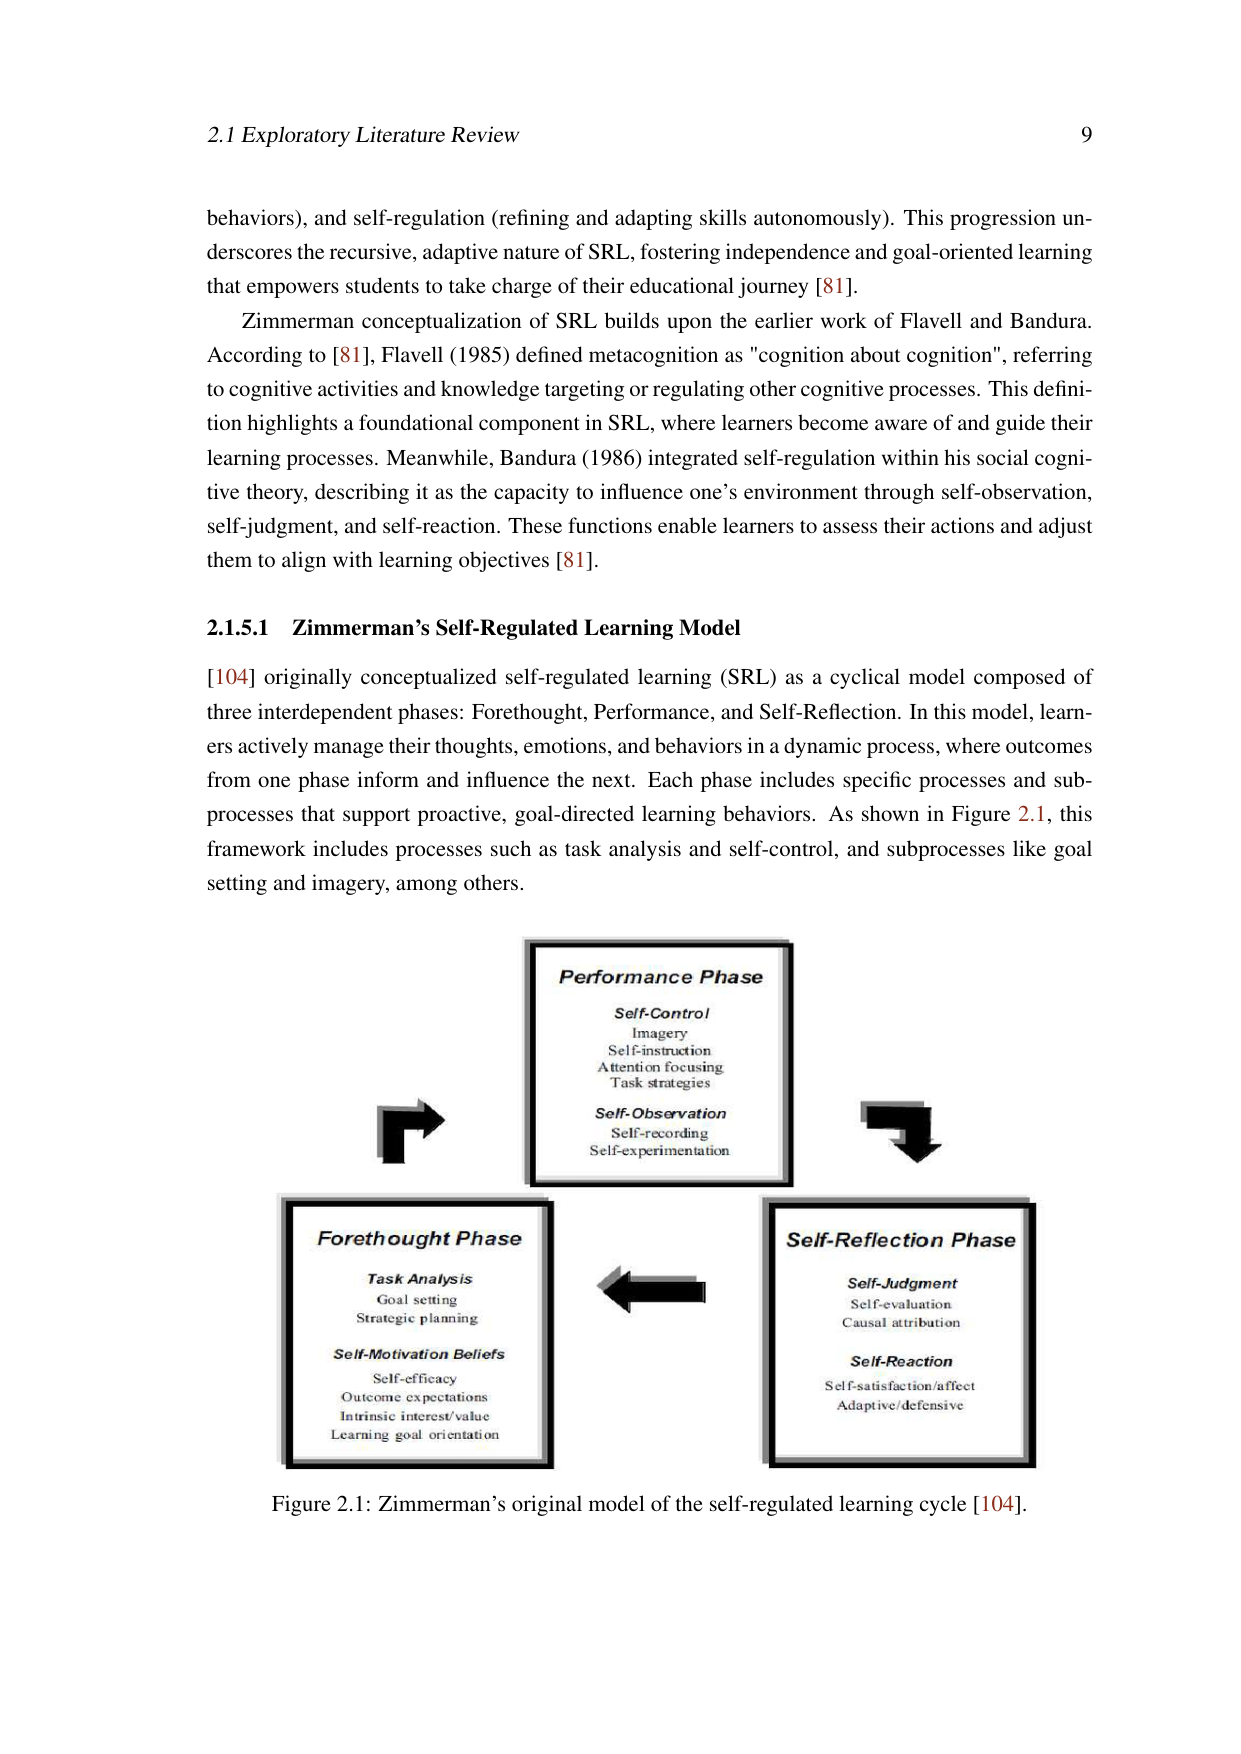 2.1 Exploratory Literature Review 9
behaviors), and self-regulation (refining and adapting skills autonomously). This progression un-
derscores the recursive, adaptive nature of SRL, fostering independence and goal-oriented learning
that empowers students to take charge of their educational journey [81].
Zimmerman conceptualization of SRL builds upon the earlier work of Flavell and Bandura.
According to [81], Flavell (1985) defined metacognition as "cognition about cognition", referring
to cognitive activities and knowledge targeting or regulating other cognitive processes. This defini-
tion highlights a foundational component in SRL, where learners become aware of and guide their
learning processes. Meanwhile, Bandura (1986) integrated self-regulation within his social cogni-
tive theory, describing it as the capacity to influence one's environment through self-observation,
self-judgment, and self-reaction. These functions enable learners to assess their actions and adjust
them to align with learning objectives [81].
2.1.5.1 Zimmerman's Self-Regulated Learning Model
[104] originally conceptualized self-regulated learning (SRL) as a cyclical model composed of
three interdependent phases: Forethought, Performance, and Self-Reflection. In this model, learn-
ers actively manage their thoughts, emotions, and behaviors in a dynamic process, where outcomes
from one phase inform and influence the next. Each phase includes specific processes and sub-
processes that support proactive, goal-directed learning behaviors. As shown in Figure 2.1, this
framework includes processes such as task analysis and self-control, and subprocesses like goal
setting and imagery, among others.
Performance Phase
Self-Control
Imagery
Self-instruction
Attention focusing
Task strategies
Self-Observation
Self-recording
Self-experimentation
Forethought Phase
Task Analysis
Goal setting
Strategic planning
Self-Motivation Beliefs
Self-efficacy
Outcome expectations
Intrinsic interest/value
Learning goal orientation
Self-Reflection Phase
Self-Judgment
Self-evaluation
Causal attribution
Self-Reaction
Self-satisfaction/affect
Adaptive/defensive
Figure 2.1: Zimmerman's original model of the self-regulated learning cycle [104].